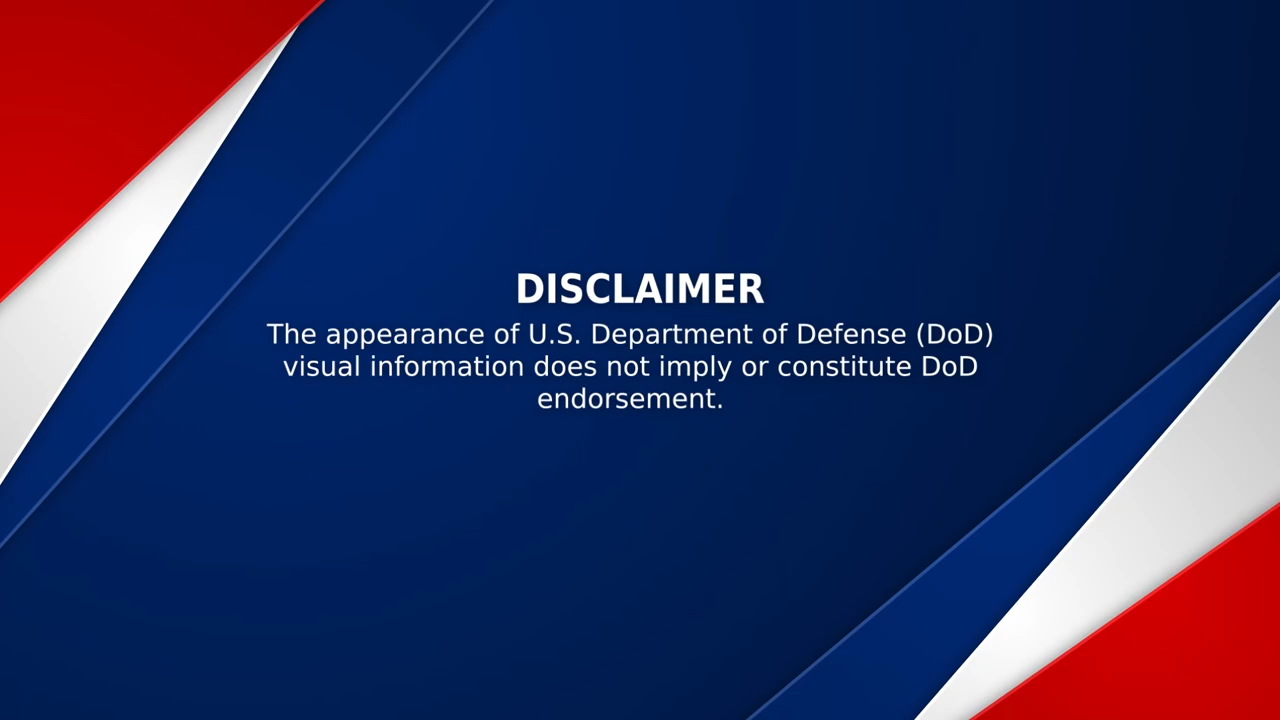 DISCLAIMER
The appearance of U.S. Department of Defense (DoD)
visual information does not imply or constitute DoD
endorsement.